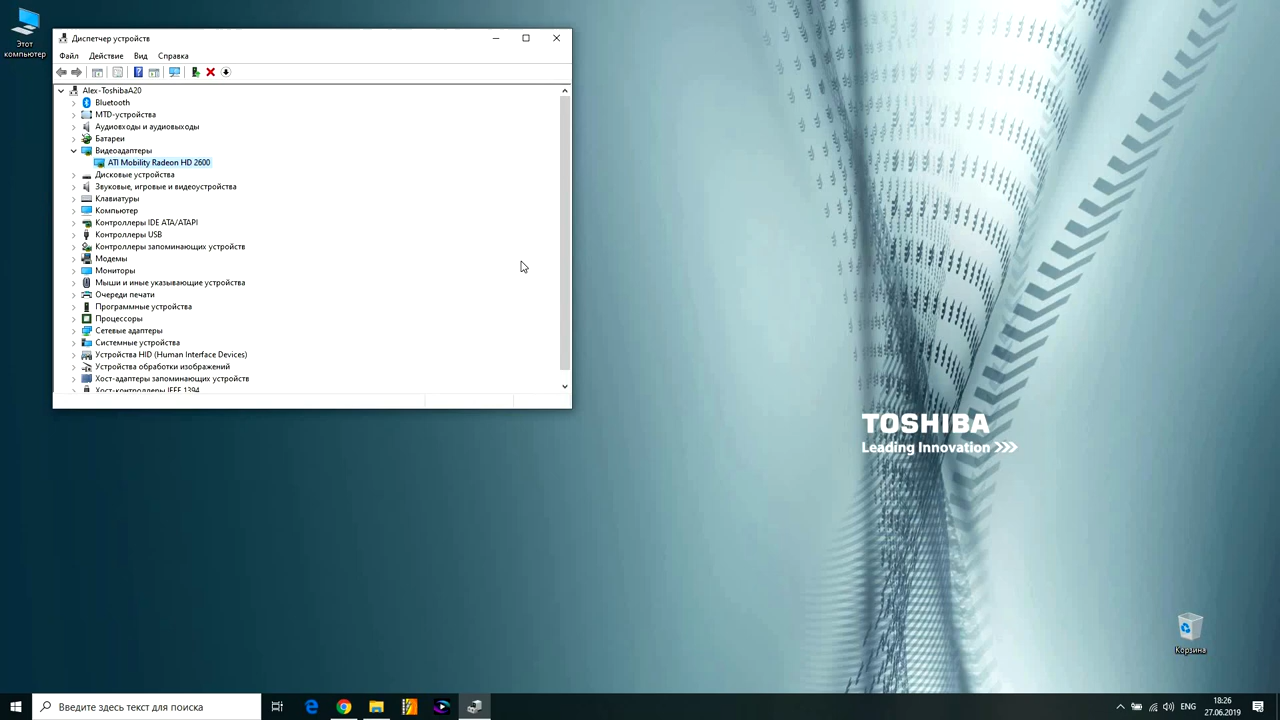 Этот
компьютер
Диспетчер устройств
Файл Действие Вид Справка
Alex-ToshibaA20
Bluetooth
MTD-устройства
Аудиовходы и аудиовыходы
Батареи
Видеоадаптеры
ATI Mobility Radeon HD 2600
Дисковые устройства
Звуковые, игровые и видеоустройства
Клавиатуры
Компьютер
Контроллеры IDE ATA/ATAPI
Контроллеры USB
Контроллеры запоминающих устройств
Модемы
Мониторы
Мыши и иные указывающие устройства
Очереди печати
Программные устройства
Процессоры
Сетевые адаптеры
Системные устройства
Устройства HID (Human Interface Devices)
Устройства обработки изображений
Хост-адаптеры запоминающих устройств
Хост-контроллеры IEEE 1394
TOSHIBA
Leading Innovation >>>
Корзина
Введите здесь текст для поиска
ENG
18:26
27.06.2019